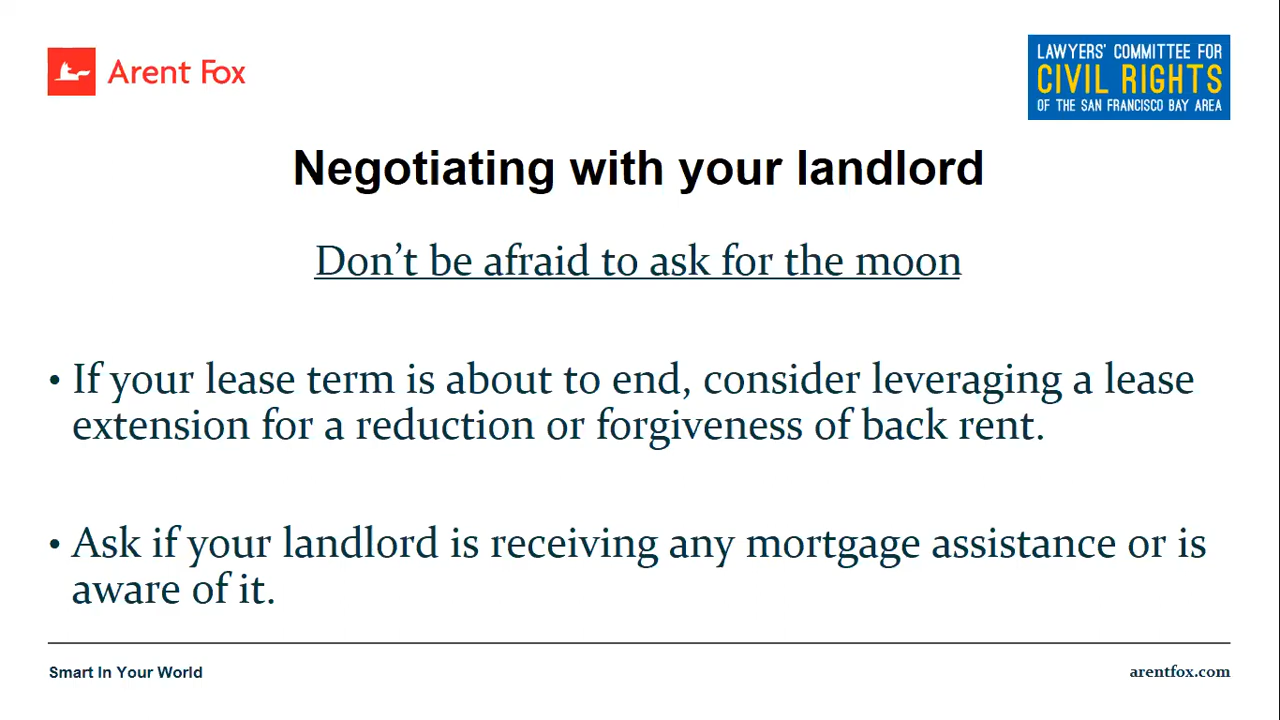 Arent Fox
LAWYERS' COMMITTEE FOR
CIVIL RIGHTS
OF THE SAN FRANCISCO BAY AREA
Negotiating with your landlord
Don’t be afraid to ask for the moon
• If your lease term is about to end, consider leveraging a lease
extension for a reduction or forgiveness of back rent.
• Ask if your landlord is receiving any mortgage assistance or is
aware of it.
Smart In Your World
arentfox.com